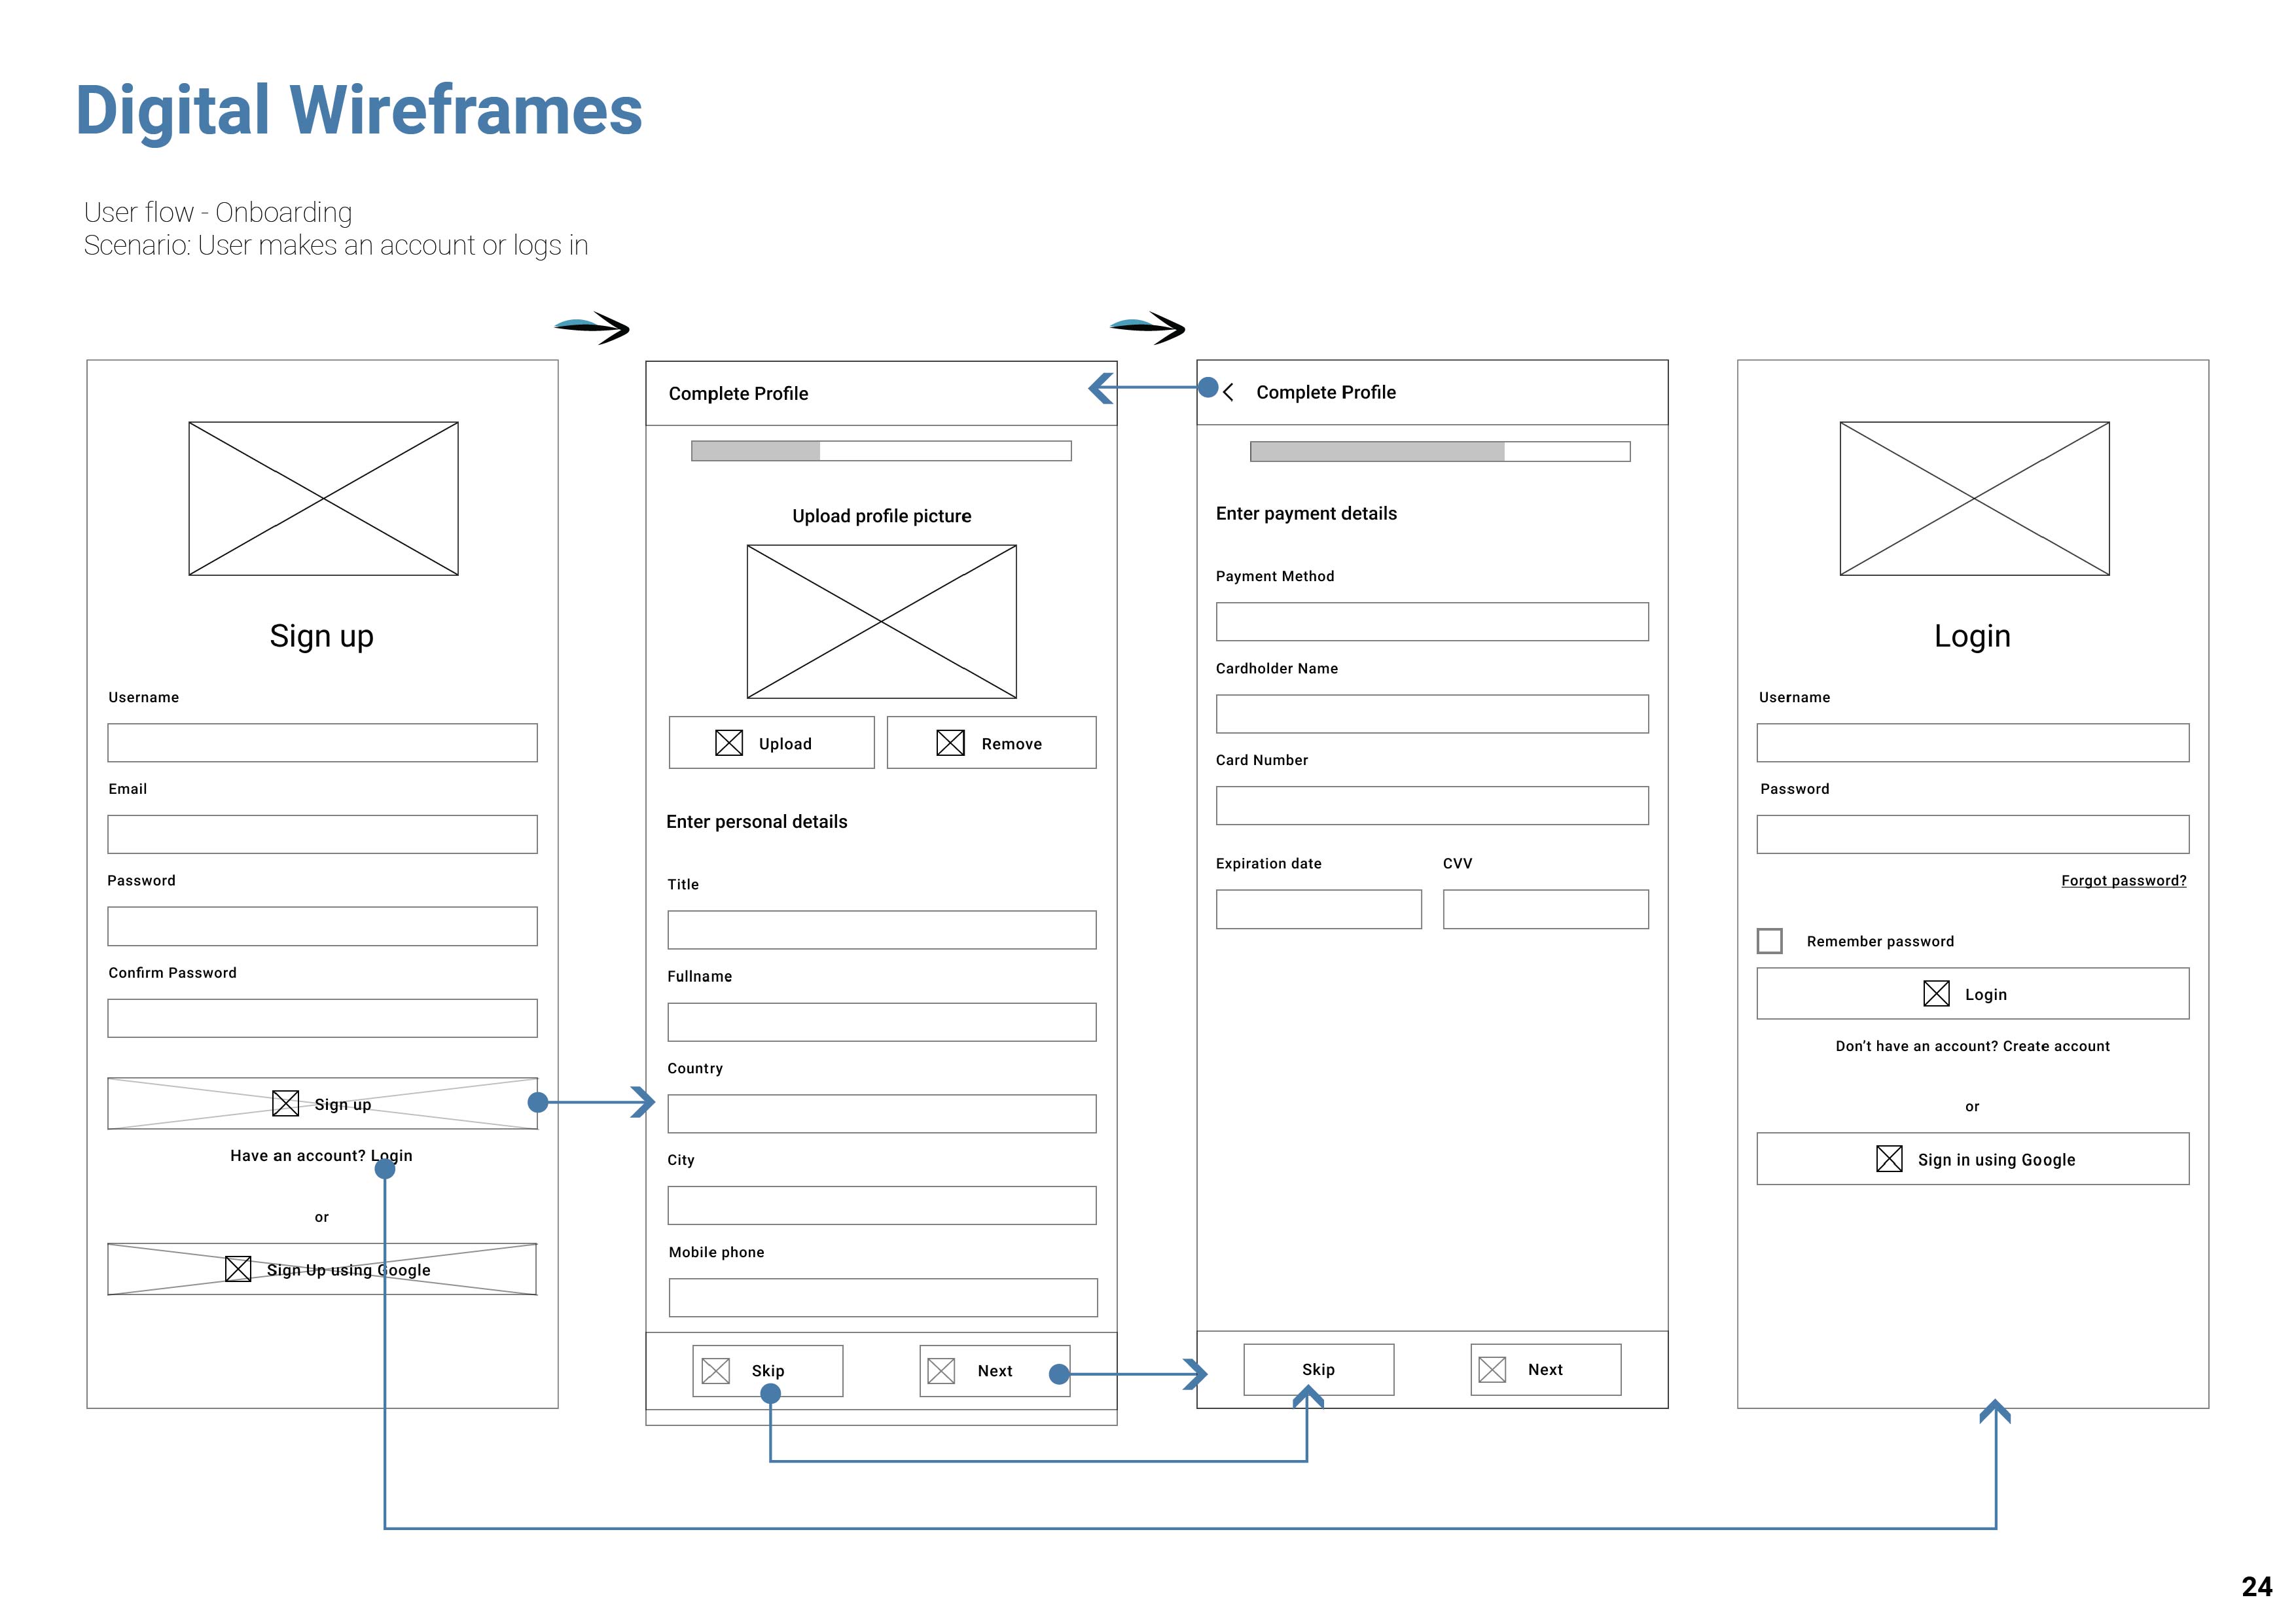 Digital Wireframes
User flow - Onboarding
Scenario: User makes an account or logs in
Sign up
Username
Email
Password
Confirm Password
Sign up
Have an account? Login
or
Sign Up using Google
Complete Profile
Upload profile picture
Upload
Remove
Enter personal details
Title
Fullname
Country
City
Mobile phone
Skip
Next
Complete Profile
Enter payment details
Payment Method
Cardholder Name
Card Number
Expiration date
CVV
Skip
Next
Login
Username
Password
Forgot password?
Remember password
Login
Don't have an account? Create account
or
Sign in using Google
24